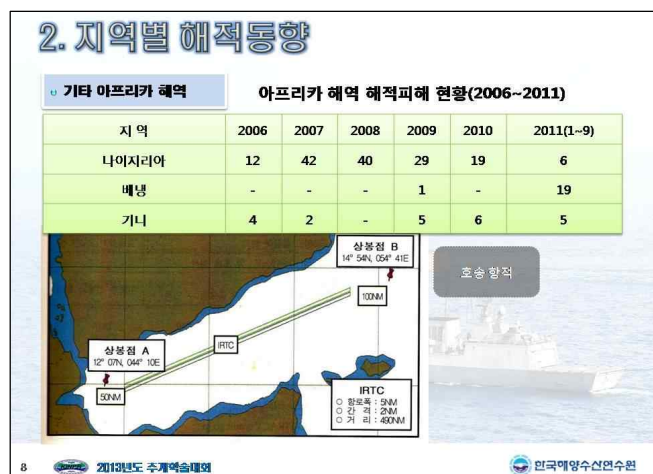 2. 지역별 해적동향
기타 아프리카 해역
아프리카 해역 해적피해 현황(2006~2011)
지 역 2006 2007 2008 2009 2010 2011(1~9)
나이지리아 12 42 40 29 19 6
베냉 - - - 1 - 19
기니 4 2 - 5 6 5
상봉점 B
14° 54N, 054° 41E
100NM
호송 항적
IRTC
상봉점 A
12° 07N, 044° 10E
50NM
IRTC
○ 항로폭 : 5NM
○ 간 격 : 2NM
○ 거 리 : 490NM
8
2013년도 추계학술대회
한국해양수산연수원